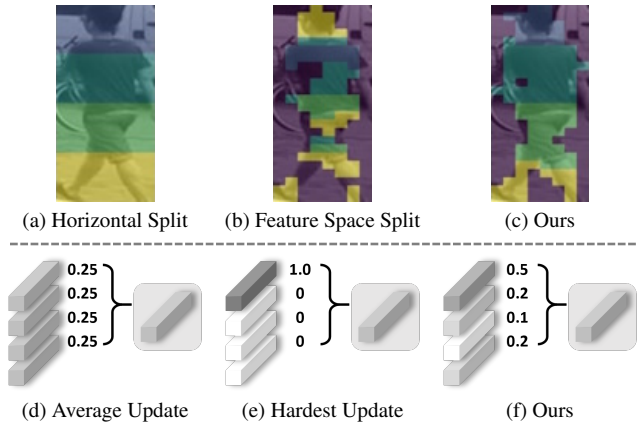 (a) Horizontal Split (b) Feature Space Split (c) Ours
0.25 1.0 0.5
0.25 0 0.2
0.25 0 0.1
0.25 0 0.2
(d) Average Update (e) Hardest Update (f) Ours